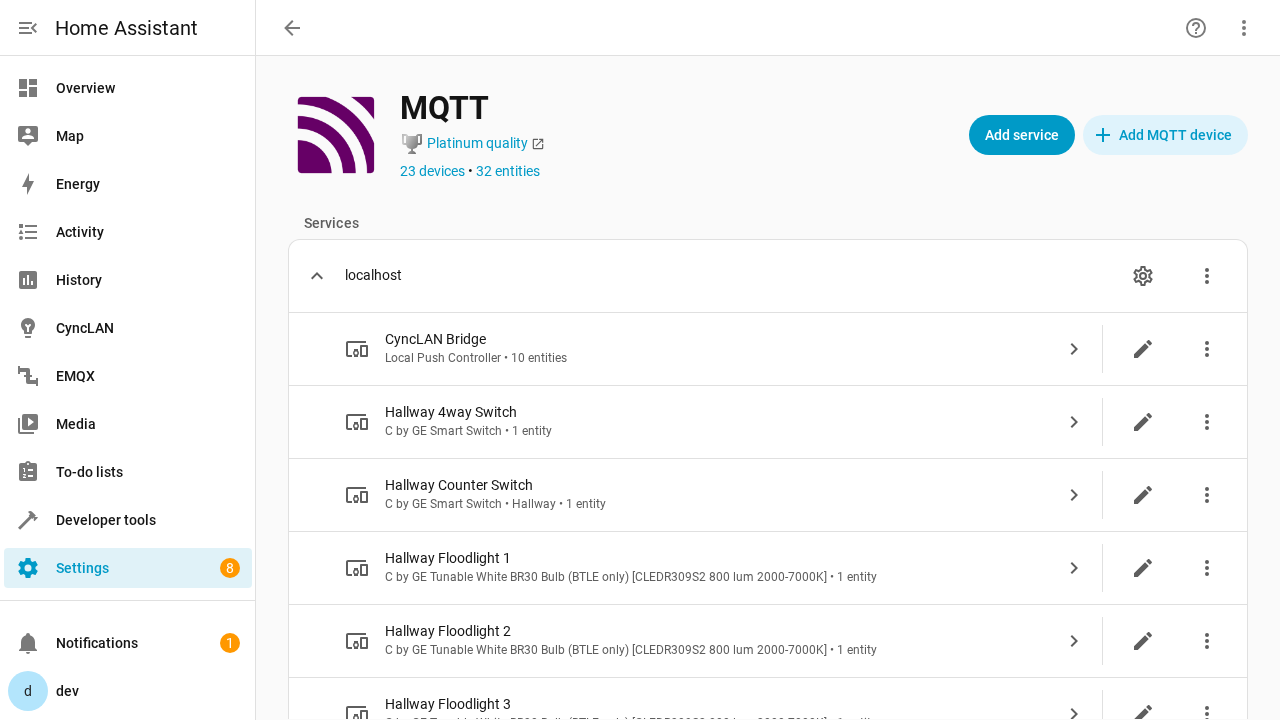 Home Assistant
Overview
Map
Energy
Activity
History
CyncLAN
EMQX
Media
To-do lists
Developer tools
Settings 8
Notifications 1
d dev
MQTT
Platinum quality
23 devices • 32 entities
Add service
Add MQTT device
Services
localhost
CyncLAN Bridge
Local Push Controller • 10 entities
Hallway 4way Switch
C by GE Smart Switch • 1 entity
Hallway Counter Switch
C by GE Smart Switch • Hallway • 1 entity
Hallway Floodlight 1
C by GE Tunable White BR30 Bulb (BTLE only) [CLEDR309S2 800 lum 2000-7000K] • 1 entity
Hallway Floodlight 2
C by GE Tunable White BR30 Bulb (BTLE only) [CLEDR309S2 800 lum 2000-7000K] • 1 entity
Hallway Floodlight 3